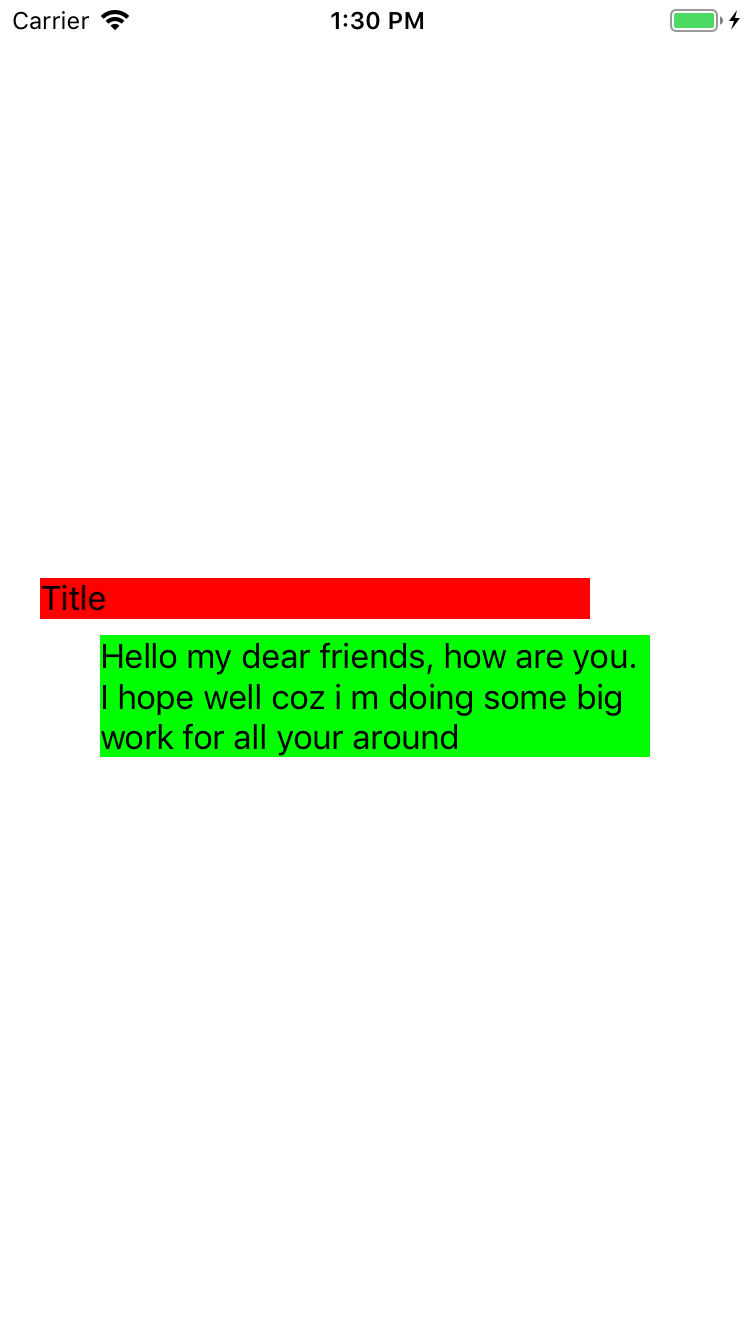 Carrier 1:30 PM
Title
Hello my dear friends, how are you.
I hope well coz i m doing some big
work for all your around